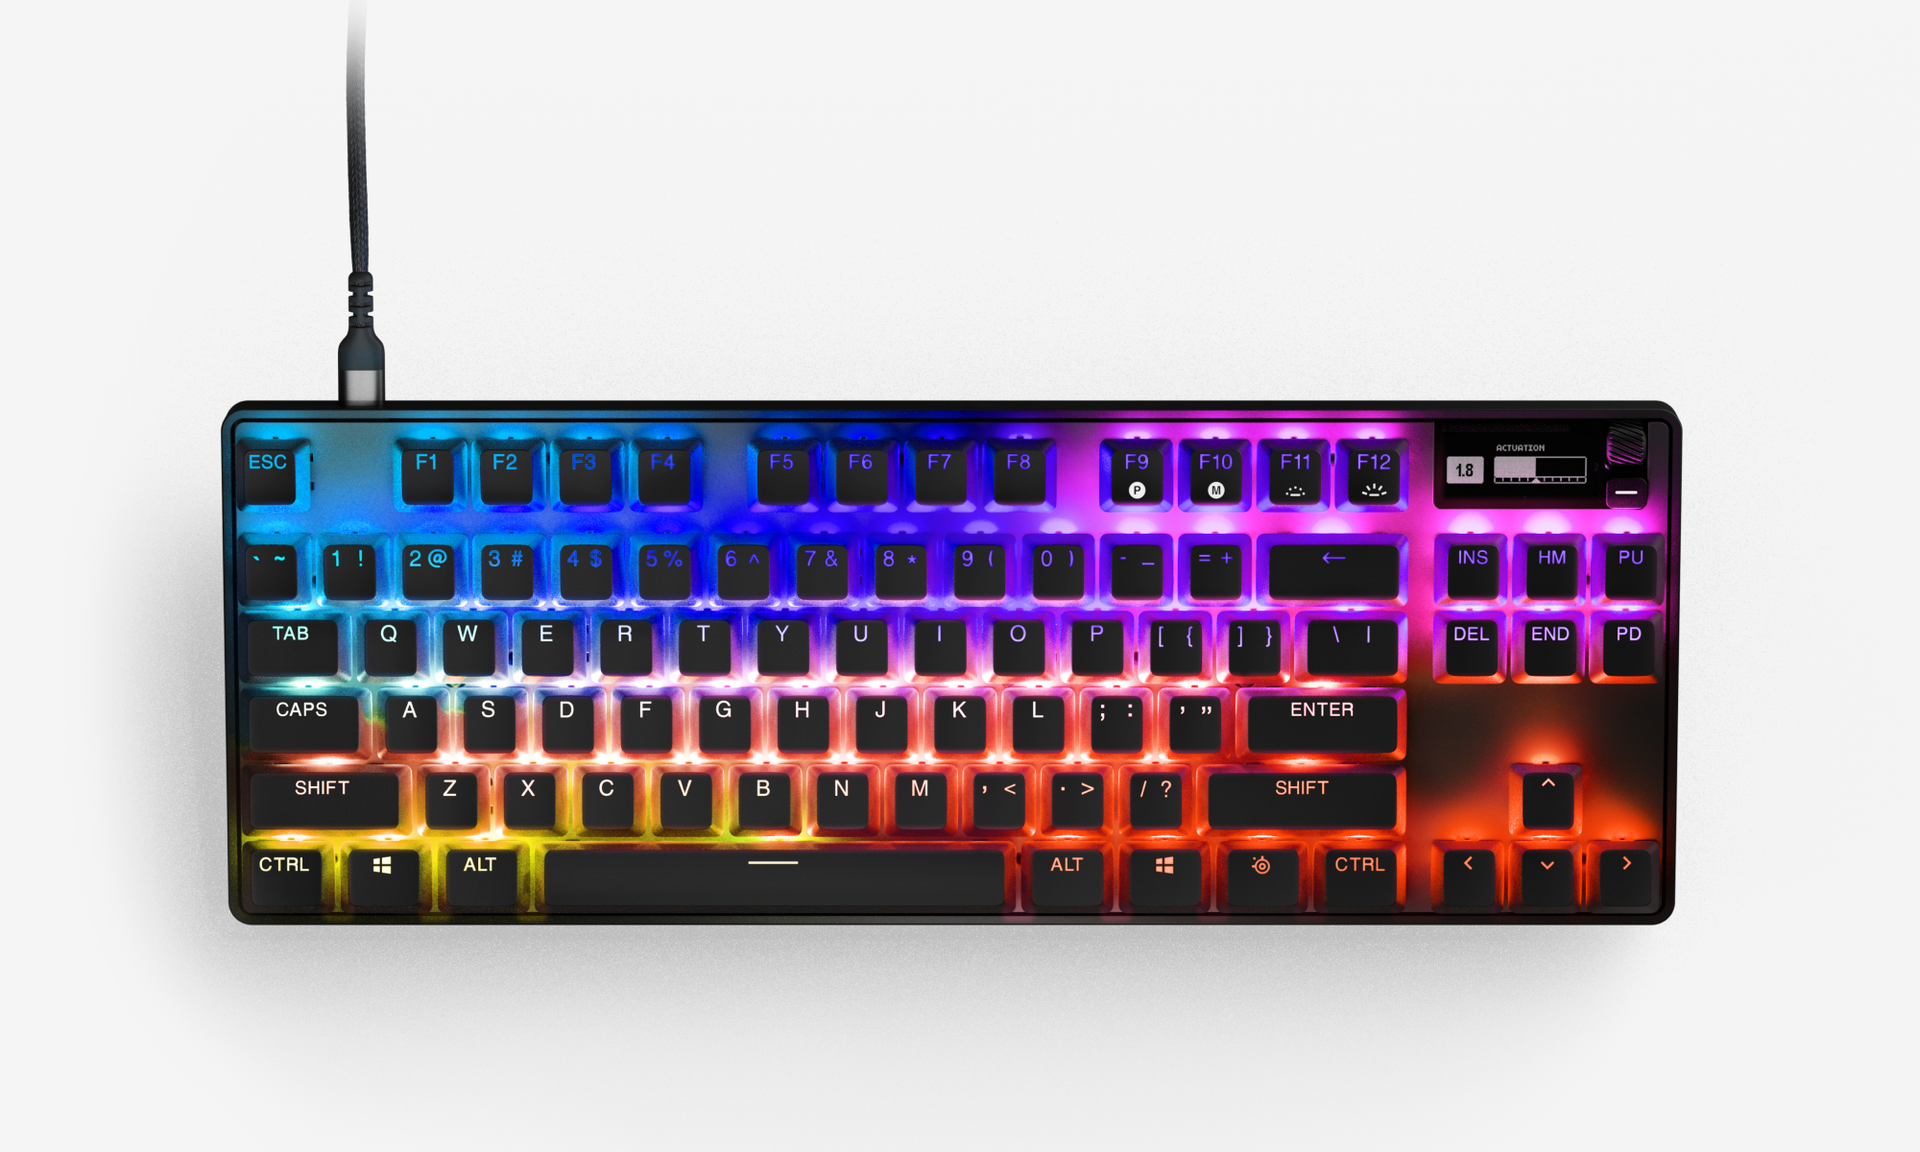 ESC F1 F2 F3 F4 F5 F6 F7 F8 F9 F10 F11 F12
P M
ACTUATION
1.8
` ~ 1 ! 2 @ 3 # 4 $ 5 % 6 ^ 7 & 8 * 9 ( 0 ) - _ = + ← INS HM PU
TAB Q W E R T Y U I O P [ { ] } \ | DEL END PD
CAPS A S D F G H J K L ; : ’ ” ENTER
SHIFT Z X C V B N M , < . > / ? SHIFT
CTRL ALT ALT CTRL